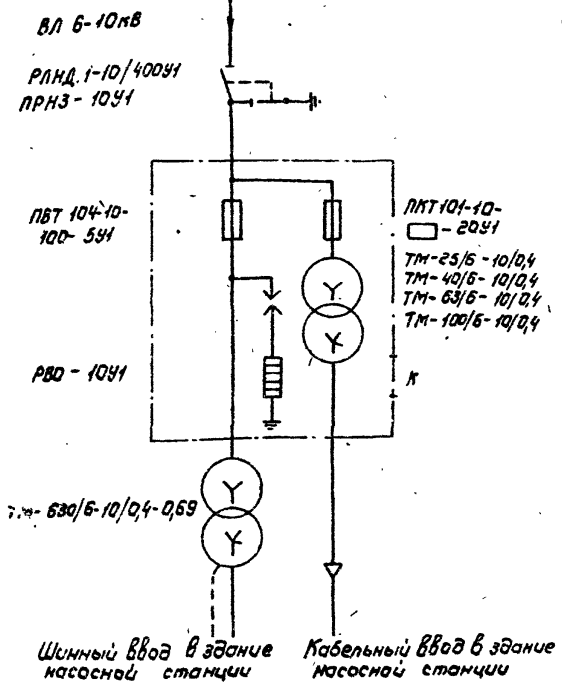 ВЛ 6-10кВ
РЛНД.1-10/400У1
ПРНЗ-10У1
ПВТ 104-10-
100-5У1
ПКТ101-10-
-20У1
ТМ-25/6-10/0,4
ТМ-40/6-10/0,4
ТМ-63/6-10/0,4
ТМ-100/6-10/0,4
РВО-10У1
К
ТМ-630/6-10/0,4-0,69
Шинный ввод в здание
насосной станции
Кабельный ввод в здание
насосной станции